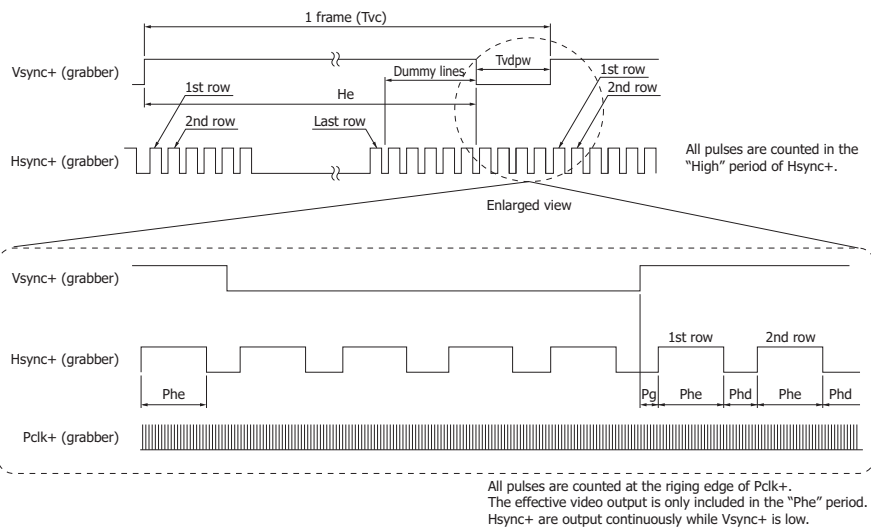 1 frame (Tvc)
Vsync+ (grabber)
Dummy lines
Tvdpw
1st row
2nd row
He
1st row
2nd row
Last row
Hsync+ (grabber)
All pulses are counted in the
“High” period of Hsync+.
Enlarged view
Vsync+ (grabber)
1st row
2nd row
Hsync+ (grabber)
Phe
Pg
Phe
Phd
Phe
Phd
Pclk+ (grabber)
All pulses are counted at the riging edge of Pclk+.
The effective video output is only included in the “Phe” period.
Hsync+ are output continuously while Vsync+ is low.